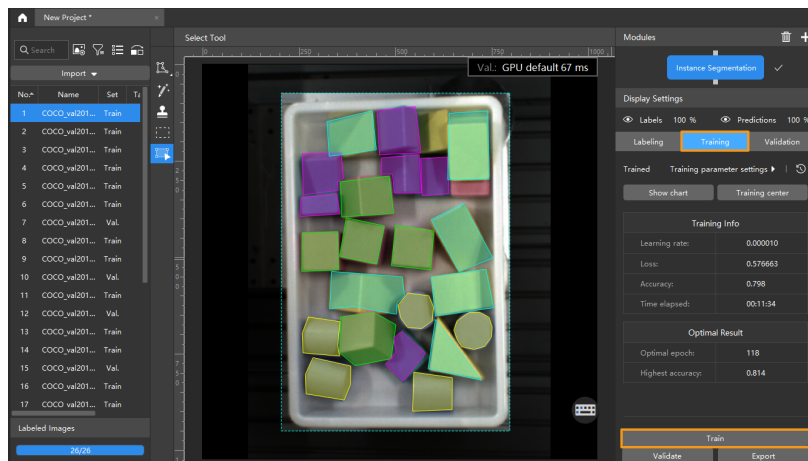 New Project *
Search
Import
No. Name Set
1 COCO_val201... Train
2 COCO_val201... Train
3 COCO_val201... Train
4 COCO_val201... Train
5 COCO_val201... Train
6 COCO_val201... Train
7 COCO_val201... Val.
8 COCO_val201... Train
9 COCO_val201... Train
10 COCO_val201... Val.
11 COCO_val201... Train
12 COCO_val201... Val.
13 COCO_val201... Train
14 COCO_val201... Train
15 COCO_val201... Val.
16 COCO_val201... Train
17 COCO_val201... Train
Labeled Images
26/26
Select Tool
0 250 500 750 1000
Val.: GPU default 67 ms
0
250
500
750
Modules
Instance Segmentation
Display Settings
Labels 100 % Predictions 100 %
Labeling Training Validation
Trained Training parameter settings
Show chart Training center
Training Info
Learning rate: 0.000010
Loss: 0.576663
Accuracy: 0.798
Time elapsed: 00:11:34
Optimal Result
Optimal epoch: 118
Highest accuracy: 0.814
Train
Validate Export